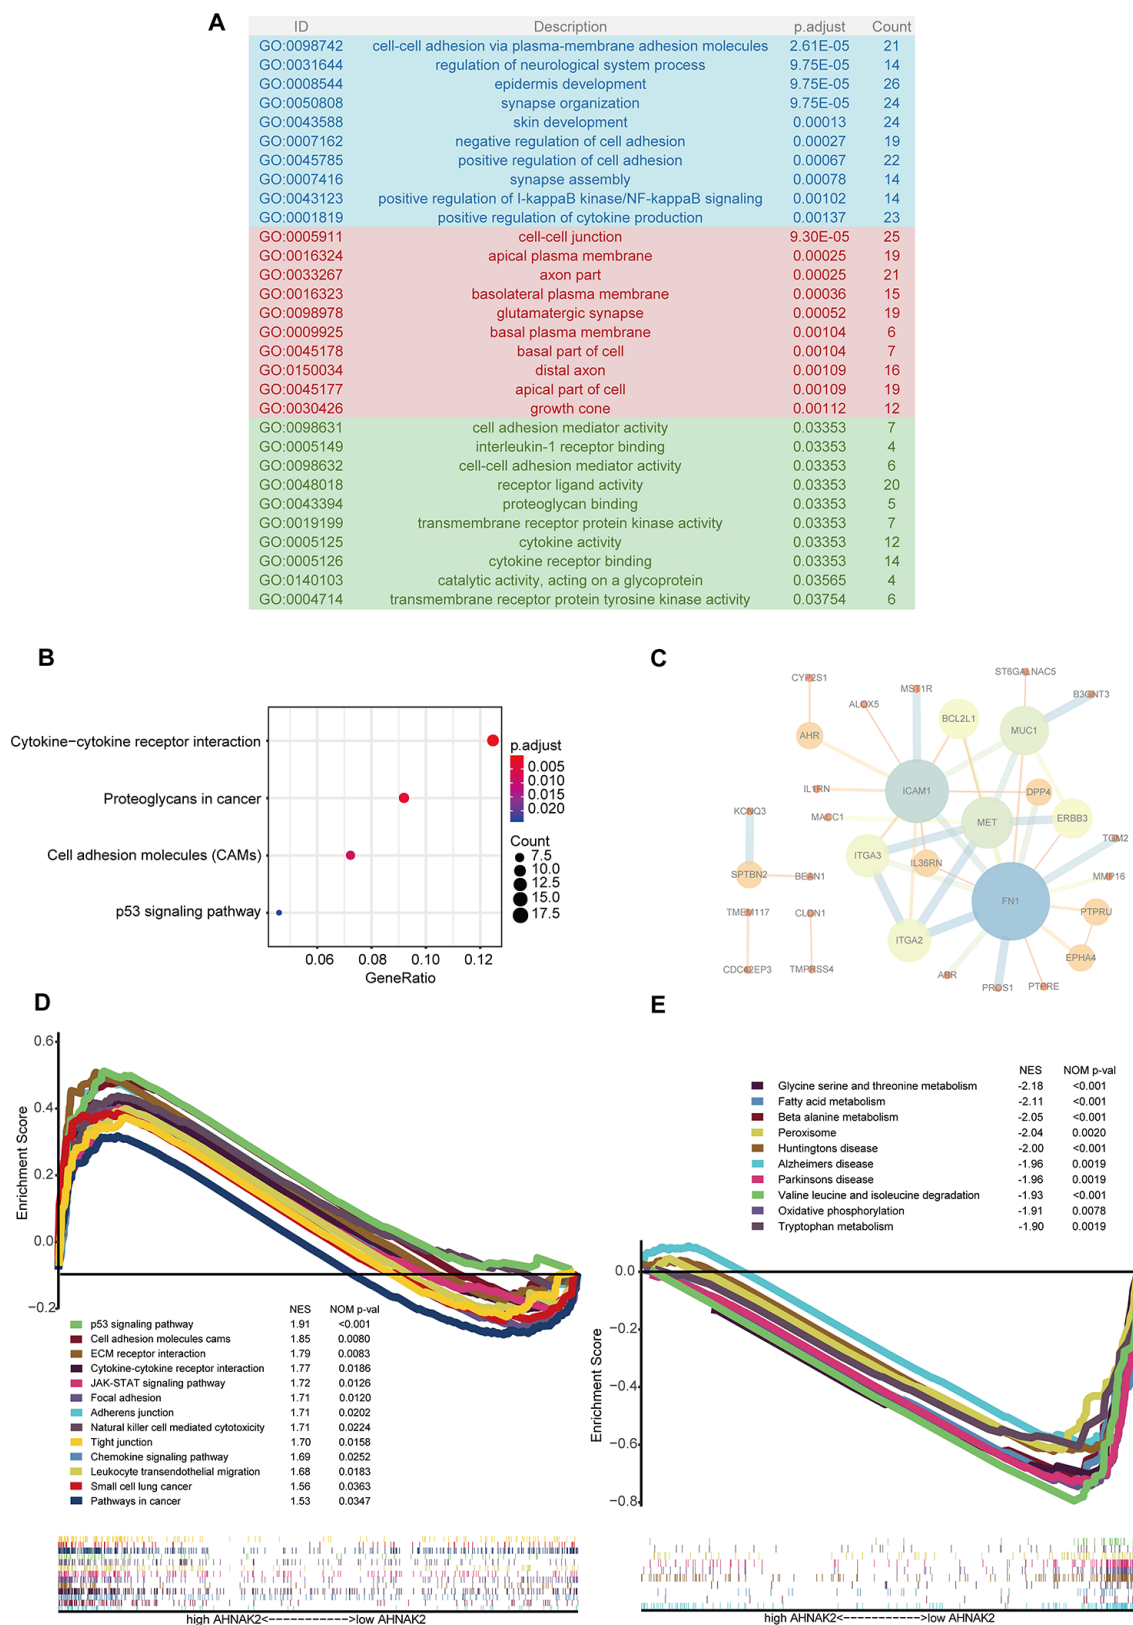 A
ID Description p.adjust Count
GO:0098742 cell-cell adhesion via plasma-membrane adhesion molecules 2.61E-05 21
GO:0031644 regulation of neurological system process 9.75E-05 14
GO:0008544 epidermis development 9.75E-05 26
GO:0050808 synapse organization 9.75E-05 24
GO:0043588 skin development 0.00013 24
GO:0007162 negative regulation of cell adhesion 0.00027 19
GO:0045785 positive regulation of cell adhesion 0.00067 22
GO:0007416 synapse assembly 0.00078 14
GO:0043123 positive regulation of I-kappaB kinase/NF-kappaB signaling 0.00102 14
GO:0001819 positive regulation of cytokine production 0.00137 23
GO:0005911 cell-cell junction 9.30E-05 25
GO:0016324 apical plasma membrane 0.00025 19
GO:0033267 axon part 0.00025 21
GO:0016323 basolateral plasma membrane 0.00036 15
GO:0098978 glutamatergic synapse 0.00052 19
GO:0009925 basal plasma membrane 0.00104 6
GO:0045178 basal part of cell 0.00104 7
GO:0150034 distal axon 0.00109 16
GO:0045177 apical part of cell 0.00109 19
GO:0030426 growth cone 0.00112 12
GO:0098631 cell adhesion mediator activity 0.03353 7
GO:0005149 interleukin-1 receptor binding 0.03353 4
GO:0098632 cell-cell adhesion mediator activity 0.03353 6
GO:0048018 receptor ligand activity 0.03353 20
GO:0043394 proteoglycan binding 0.03353 5
GO:0019199 transmembrane receptor protein kinase activity 0.03353 7
GO:0005125 cytokine activity 0.03353 12
GO:0005126 cytokine receptor binding 0.03353 14
GO:0140103 catalytic activity, acting on a glycoprotein 0.03565 4
GO:0004714 transmembrane receptor protein tyrosine kinase activity 0.03754 6
B
Cytokine−cytokine receptor interaction
Proteoglycans in cancer
Cell adhesion molecules (CAMs)
p53 signaling pathway
0.06 0.08 0.10 0.12
GeneRatio
p.adjust
0.005
0.010
0.015
0.020
Count
7.5
10.0
12.5
15.0
17.5
C
ST6GALNAC5
CYP2S1
MST1R
B3GNT3
ALOX5
BCL2L1
MUC1
AHR
IL1RN
ICAM1
DPP4
KCNQ3
MACC1
MET
ERBB3
TGM2
ITGA3
IL36RN
SPTBN2
BEAN1
MMP16
FN1
TMEM117
CLDN1
PTPRU
ITGA2
EPHA4
CDC42EP3
TMPRSS4
ABR
PROS1
PTPRE
D
Enrichment Score
0.6
0.4
0.2
0.0
−0.2
NES NOM p-val
p53 signaling pathway 1.91 <0.001
Cell adhesion molecules cams 1.85 0.0080
ECM receptor interaction 1.79 0.0083
Cytokine-cytokine receptor interaction 1.77 0.0186
JAK-STAT signaling pathway 1.72 0.0126
Focal adhesion 1.71 0.0120
Adherens junction 1.71 0.0202
Natural killer cell mediated cytotoxicity 1.71 0.0224
Tight junction 1.70 0.0158
Chemokine signaling pathway 1.69 0.0252
Leukocyte transendothelial migration 1.68 0.0183
Small cell lung cancer 1.56 0.0363
Pathways in cancer 1.53 0.0347
high AHNAK2<------------>low AHNAK2
E
NES NOM p-val
Glycine serine and threonine metabolism -2.18 <0.001
Fatty acid metabolism -2.11 <0.001
Beta alanine metabolism -2.05 <0.001
Peroxisome -2.04 0.0020
Huntingtons disease -2.00 <0.001
Alzheimers disease -1.96 0.0019
Parkinsons disease -1.96 0.0019
Valine leucine and isoleucine degradation -1.93 <0.001
Oxidative phosphorylation -1.91 0.0078
Tryptophan metabolism -1.90 0.0019
Enrichment Score
0.0
−0.2
−0.4
−0.6
−0.8
high AHNAK2<------------>low AHNAK2